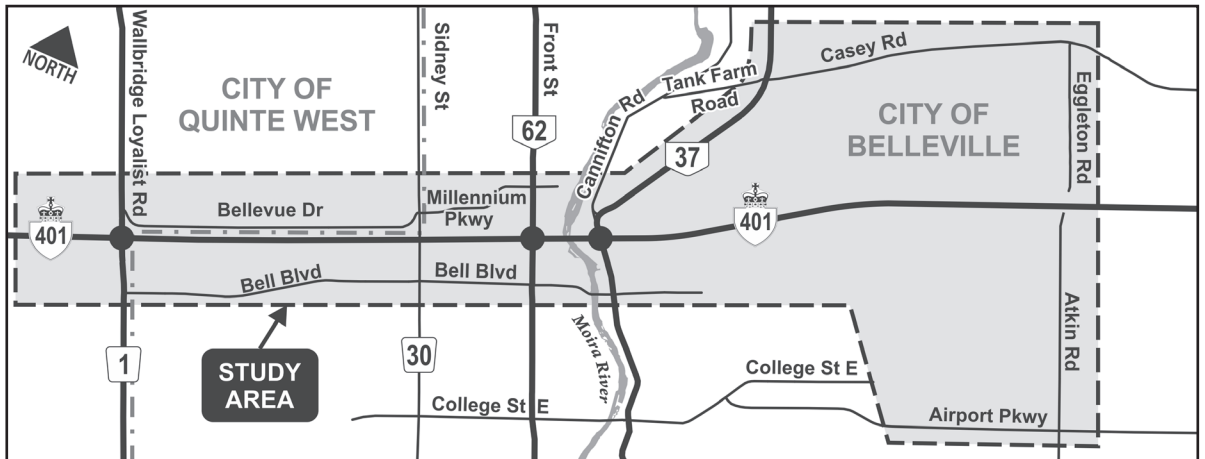 NORTH
Wallbridge Loyalist Rd
CITY OF
QUINTE WEST
Sidney St
Front St
62
Cannifton Rd
Tank Farm
Road
Casey Rd
37
CITY OF
BELLEVILLE
Eggleton Rd
401
Bellevue Dr
Millennium
Pkwy
401
Bell Blvd
Bell Blvd
Moira River
Atkin Rd
1
STUDY
AREA
30
College St E
College St E
Airport Pkwy